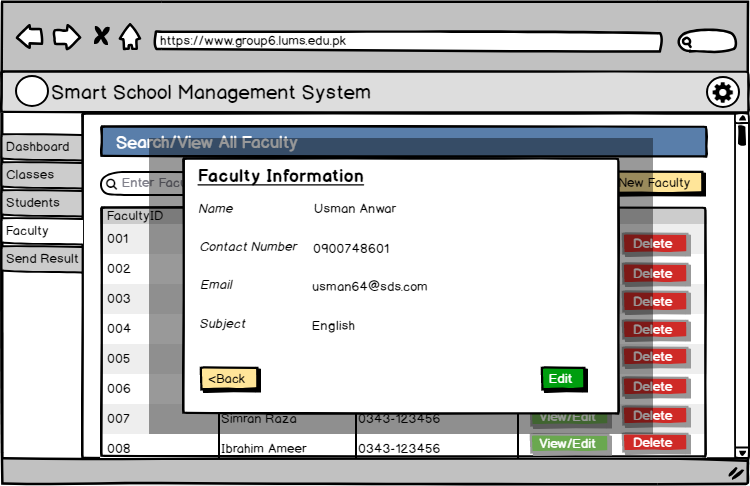 https://www.group6.lums.edu.pk
Smart School Management System
Dashboard
Classes
Students
Faculty
Send Result
Search/View All Faculty
Enter
New Faculty
FacultyID
001 Delete
002 Delete
003 Delete
004 Delete
005 Delete
006 Delete
007 Simran Raza 0343-123456 View/Edit Delete
008 Ibrahim Ameer 0343-123456 View/Edit Delete
Faculty Information
Name Usman Anwar
Contact Number 0900748601
Email usman64@sds.com
Subject English
<Back Edit